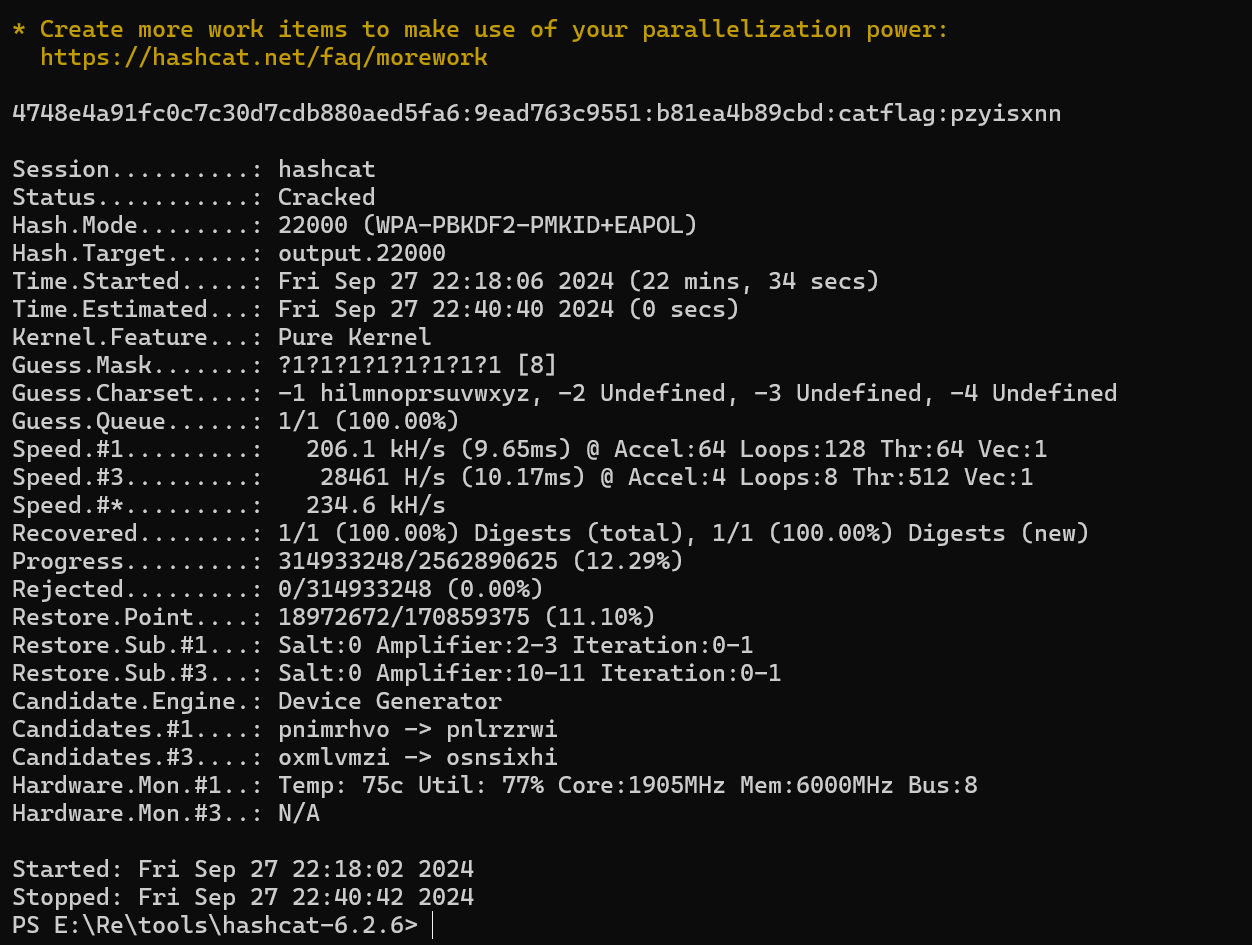 * Create more work items to make use of your parallelization power:
  https://hashcat.net/faq/morework
4748e4a91fc0c7c30d7cdb880aed5fa6:9ead763c9551:b81ea4b89cbd:catflag:pzyisxnn
Session..........: hashcat
Status...........: Cracked
Hash.Mode........: 22000 (WPA-PBKDF2-PMKID+EAPOL)
Hash.Target......: output.22000
Time.Started.....: Fri Sep 27 22:18:06 2024 (22 mins, 34 secs)
Time.Estimated...: Fri Sep 27 22:40:40 2024 (0 secs)
Kernel.Feature...: Pure Kernel
Guess.Mask.......: ?1?1?1?1?1?1?1?1 [8]
Guess.Charset....: -1 hilmnoprsuvwxyz, -2 Undefined, -3 Undefined, -4 Undefined
Guess.Queue......: 1/1 (100.00%)
Speed.#1.........:   206.1 kH/s (9.65ms) @ Accel:64 Loops:128 Thr:64 Vec:1
Speed.#3.........:    28461 H/s (10.17ms) @ Accel:4 Loops:8 Thr:512 Vec:1
Speed.#*.........:   234.6 kH/s
Recovered........: 1/1 (100.00%) Digests (total), 1/1 (100.00%) Digests (new)
Progress.........: 314933248/2562890625 (12.29%)
Rejected.........: 0/314933248 (0.00%)
Restore.Point....: 18972672/170859375 (11.10%)
Restore.Sub.#1...: Salt:0 Amplifier:2-3 Iteration:0-1
Restore.Sub.#3...: Salt:0 Amplifier:10-11 Iteration:0-1
Candidate.Engine.: Device Generator
Candidates.#1....: pnimrhvo -> pnlrzrwi
Candidates.#3....: oxmlvmzi -> osnsixhi
Hardware.Mon.#1..: Temp: 75c Util: 77% Core:1905MHz Mem:6000MHz Bus:8
Hardware.Mon.#3..: N/A
Started: Fri Sep 27 22:18:02 2024
Stopped: Fri Sep 27 22:40:42 2024
PS E:\Re\tools\hashcat-6.2.6>